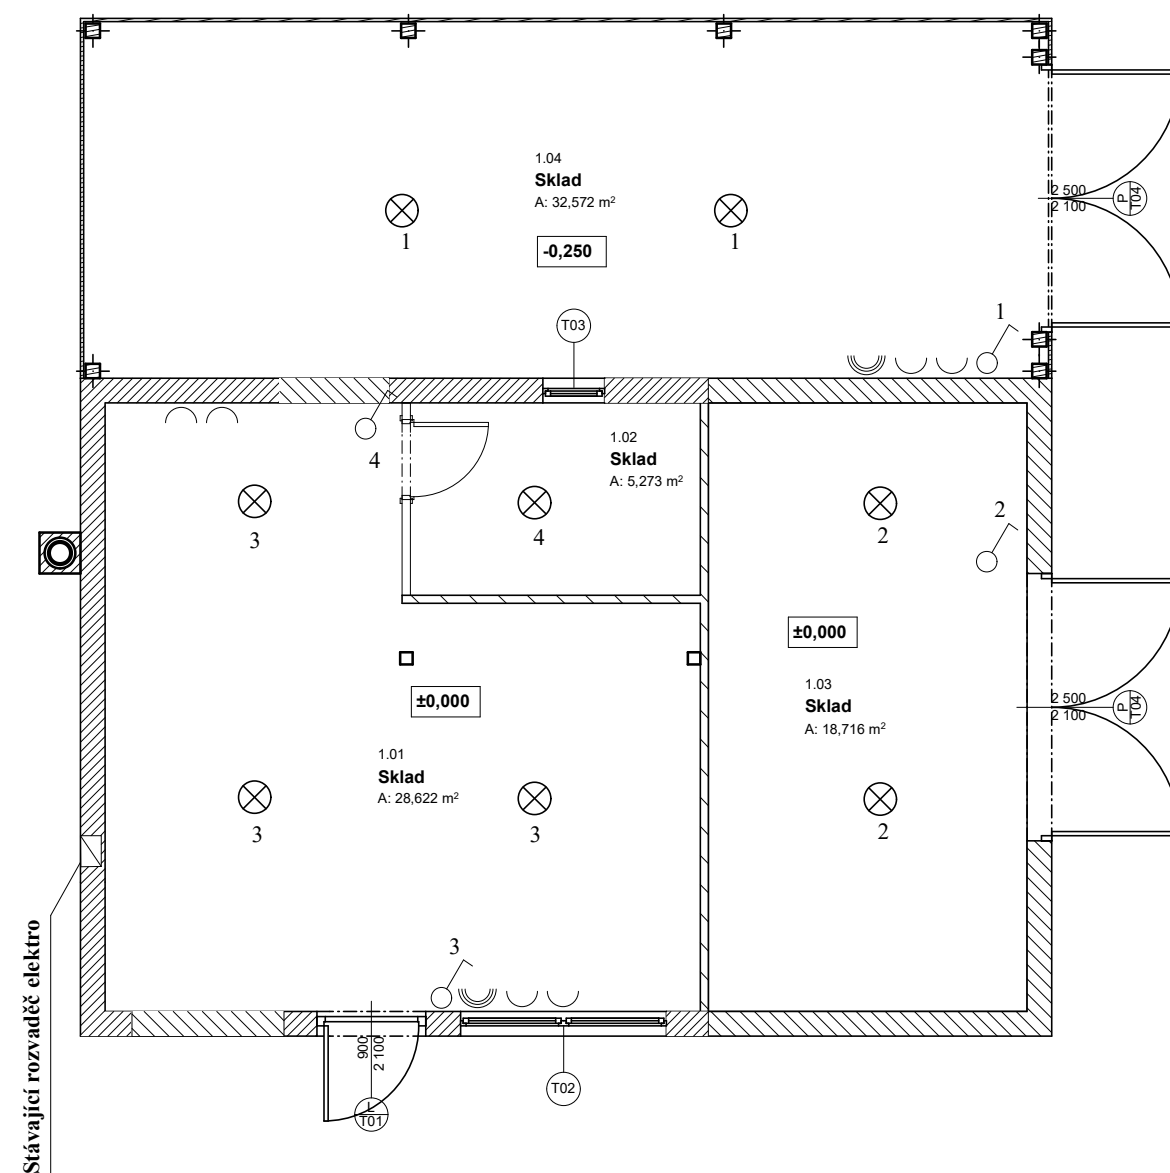 1.04
Sklad
A: 32,572 m²
1
1
-0,250
2 500
2 100
P
T04
1
T03
1.02
Sklad
A: 5,273 m²
4
3
4
2
2
±0,000
±0,000
1.03
Sklad
A: 18,716 m²
2 500
2 100
P
T04
1.01
Sklad
A: 28,622 m²
3
3
2
3
900
2 100
L
T01
T02
Stávající rozvaděč elektro